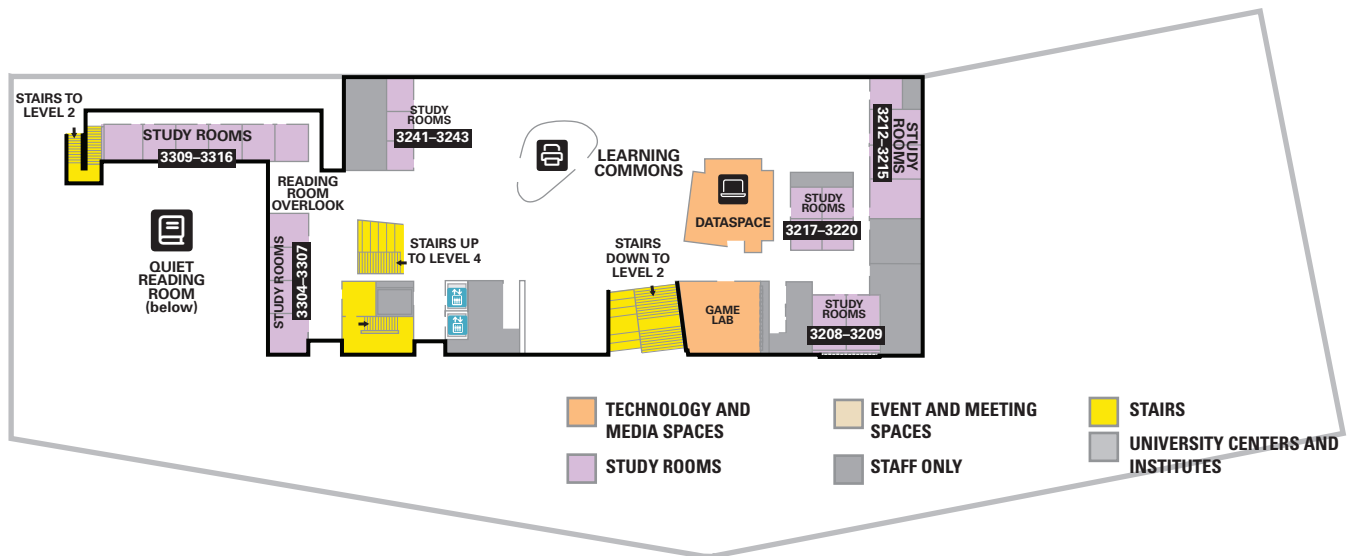 STAIRS TO
LEVEL 2
STUDY ROOMS
3309–3316
STUDY
ROOMS
3241–3243
READING
ROOM
OVERLOOK
QUIET
READING
ROOM
(below)
STUDY ROOMS
3304–3307
STAIRS UP
TO LEVEL 4
LEARNING
COMMONS
DATASPACE
STAIRS
DOWN TO
LEVEL 2
GAME
LAB
STUDY
ROOMS
3217–3220
STUDY
ROOMS
3212–3215
STUDY
ROOMS
3208–3209
TECHNOLOGY AND
MEDIA SPACES
STUDY ROOMS
EVENT AND MEETING
SPACES
STAFF ONLY
STAIRS
UNIVERSITY CENTERS AND
INSTITUTES